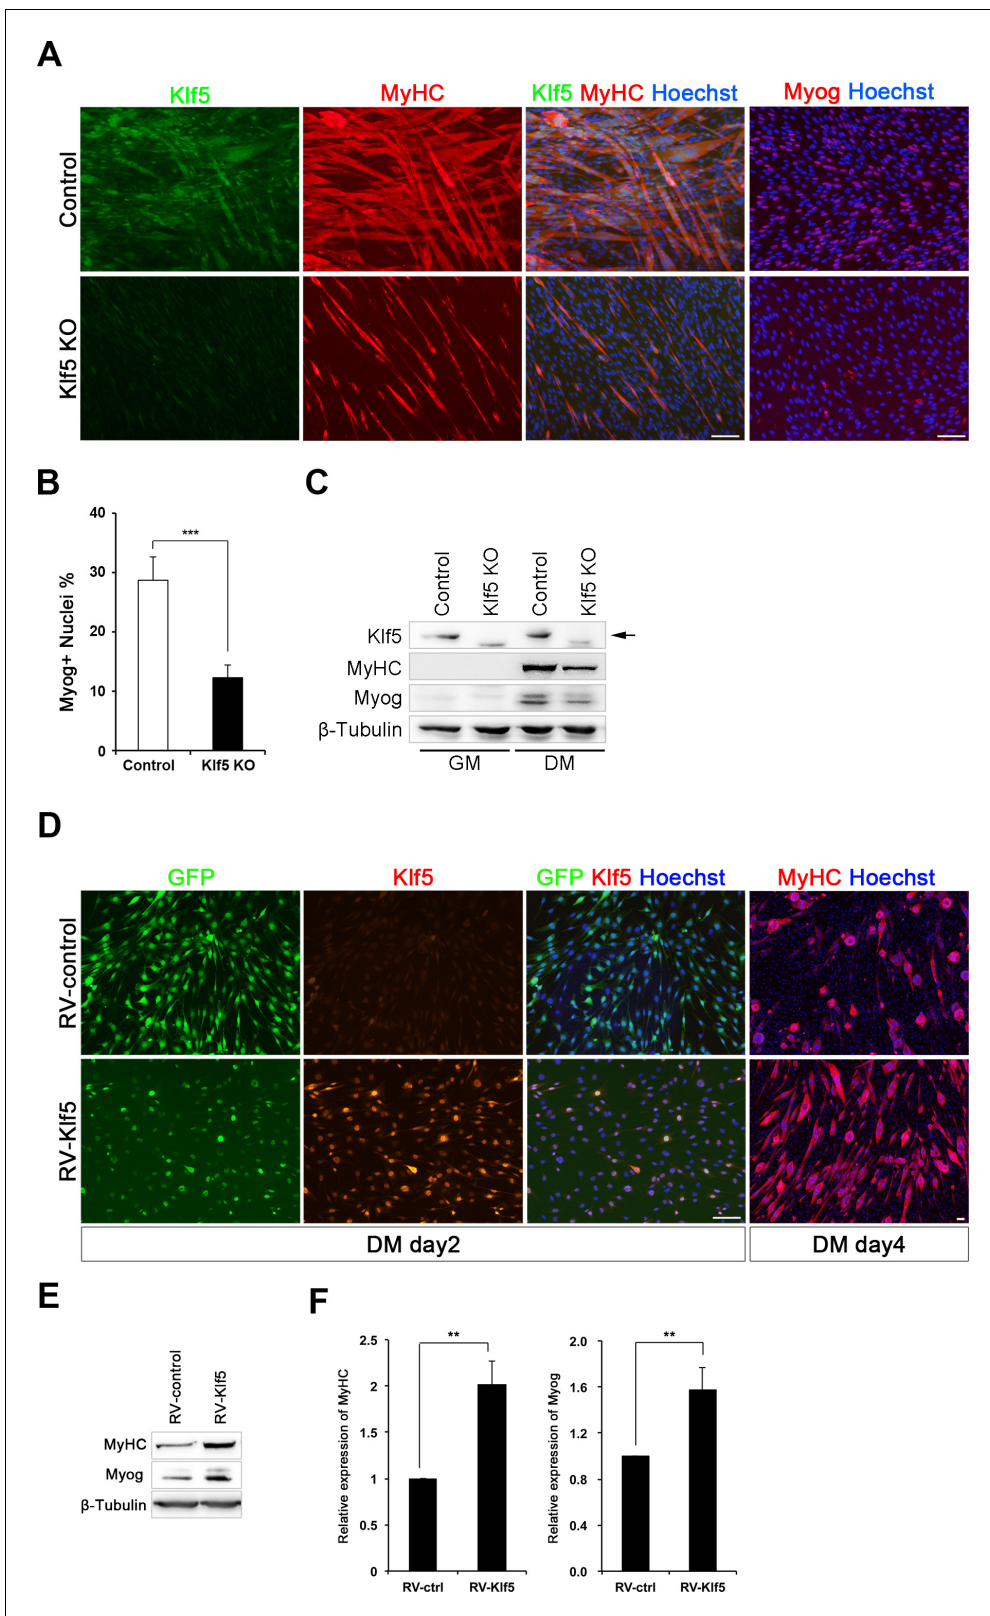 A
Klf5
MyHC
Klf5 MyHC Hoechst
Myog Hoechst
Control
Klf5 KO
B
Myog+ Nuclei %
40
30
20
10
0
***
Control
Klf5 KO
C
Control
Klf5 KO
Control
Klf5 KO
Klf5
MyHC
Myog
β-Tubulin
GM
DM
D
GFP
Klf5
GFP Klf5 Hoechst
MyHC Hoechst
RV-control
RV-Klf5
DM day2
DM day4
E
RV-control
RV-Klf5
MyHC
Myog
β-Tubulin
F
Relative expression of MyHC
2.5
2
1.5
1
0.5
0
**
RV-ctrl
RV-Klf5
Relative expression of Myog
2.0
1.6
1.2
0.8
0.4
0.0
**
RV-ctrl
RV-Klf5